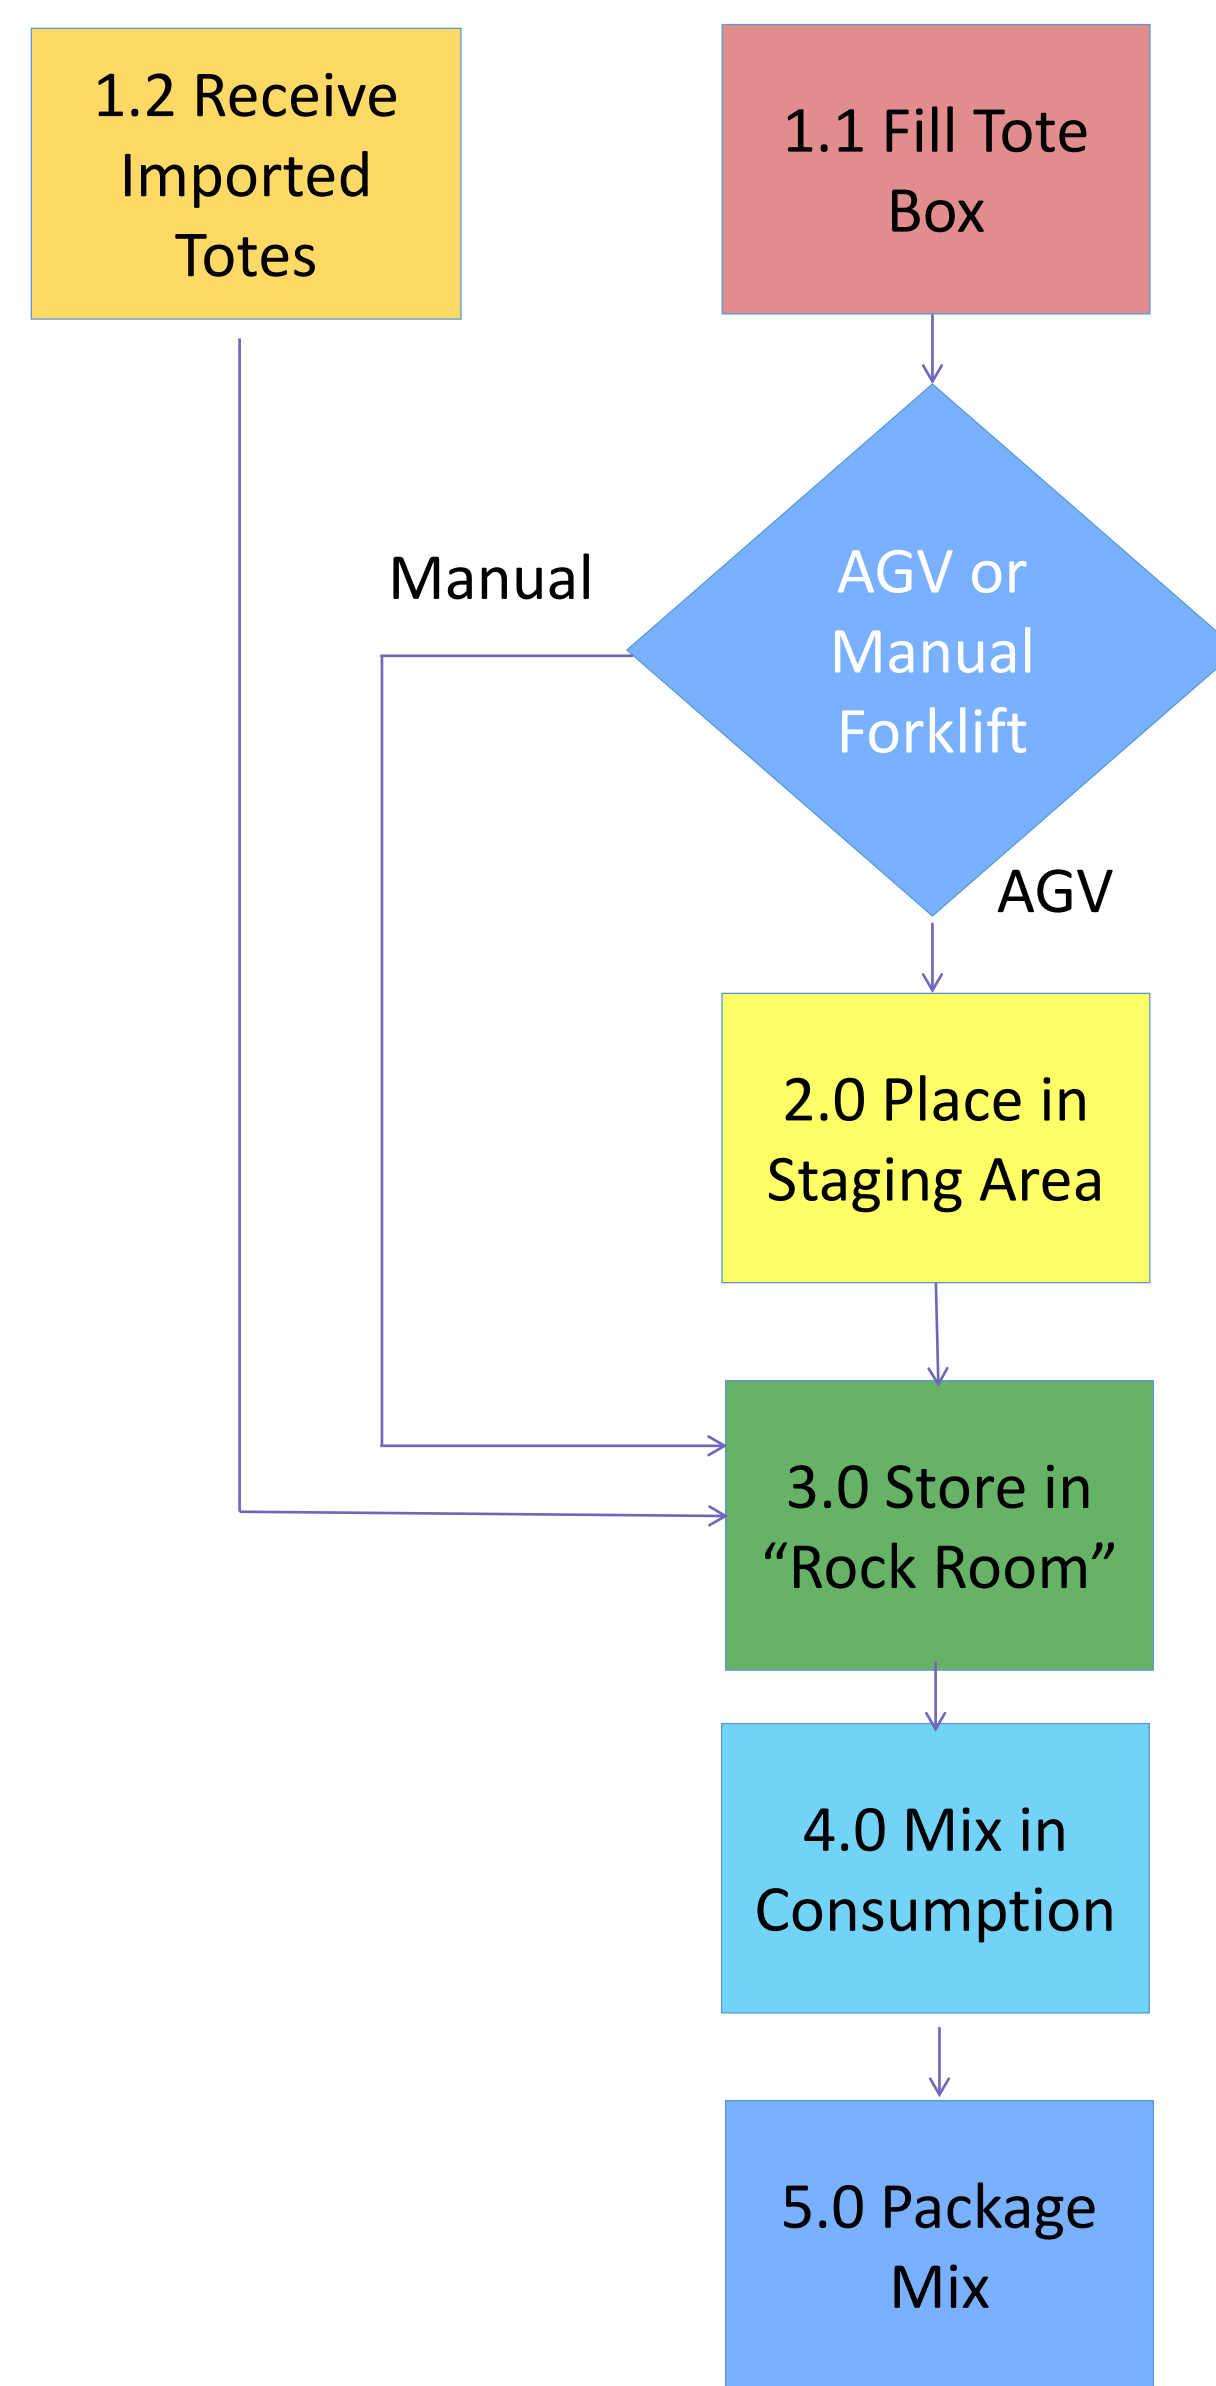 1.2 Receive
Imported
Totes
1.1 Fill Tote
Box
Manual
AGV or
Manual
Forklift
AGV
2.0 Place in
Staging Area
3.0 Store in
“Rock Room”
4.0 Mix in
Consumption
5.0 Package
Mix